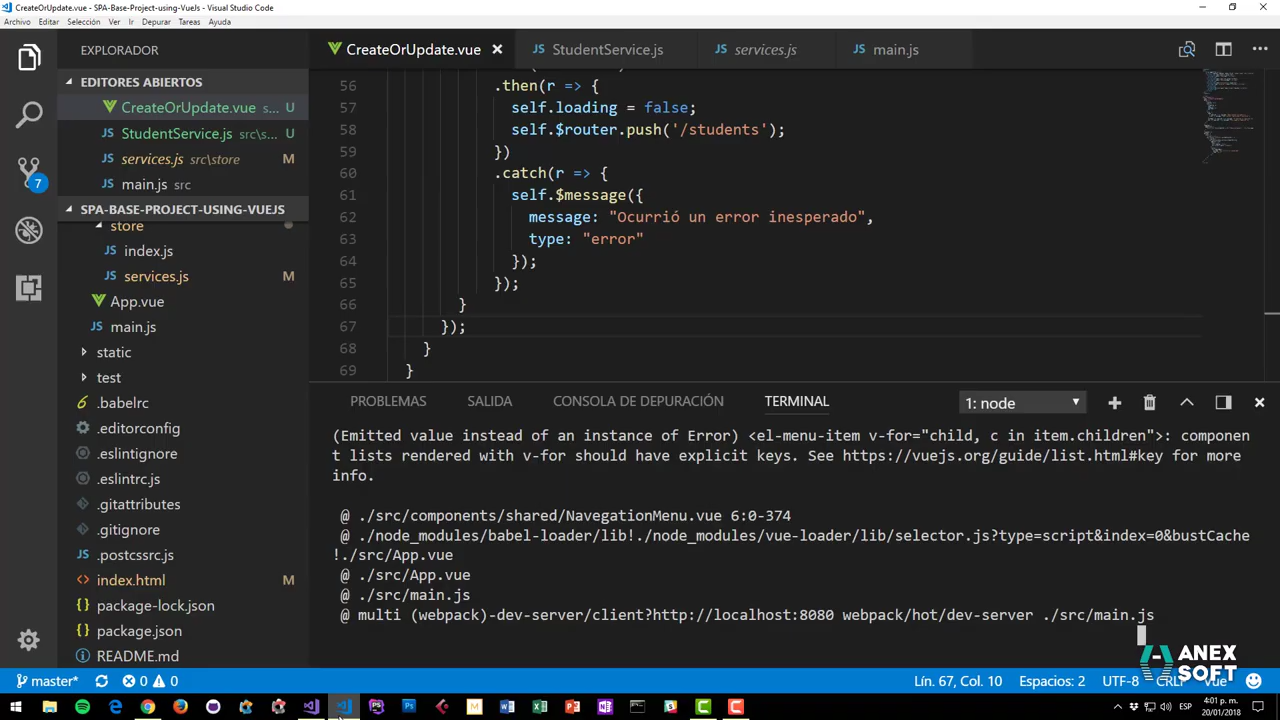 CreateOrUpdate.vue - SPA-Base-Project-using-VueJs - Visual Studio Code
Archivo Editar Selección Ver Ir Depurar Tareas Ayuda
EXPLORADOR
EDITORES ABIERTOS
CreateOrUpdate.vue s... U
StudentService.js src\s... U
services.js src\store M
main.js src
SPA-BASE-PROJECT-USING-VUEJS
store
index.js
services.js M
App.vue
main.js
static
test
.babelrc
.editorconfig
.eslintignore
.eslintrc.js
.gitattributes
.gitignore
.postcssrc.js
index.html M
package-lock.json
package.json
README.md
7
CreateOrUpdate.vue StudentService.js services.js main.js
56 .then(r => {
57 self.loading = false;
58 self.$router.push('/students');
59 })
60 .catch(r => {
61 self.$message({
62 message: "Ocurrió un error inesperado",
63 type: "error"
64 });
65 });
66 }
67 });
68 }
69 }
PROBLEMAS SALIDA CONSOLA DE DEPURACIÓN TERMINAL 1: node
(Emitted value instead of an instance of Error) <el-menu-item v-for="child, c in item.children">: componen
t lists rendered with v-for should have explicit keys. See https://vuejs.org/guide/list.html#key for more
info.
@ ./src/components/shared/NavegationMenu.vue 6:0-374
@ ./node_modules/babel-loader/lib!./node_modules/vue-loader/lib/selector.js?type=script&index=0&bustCache
!./src/App.vue
@ ./src/App.vue
@ ./src/main.js
@ multi (webpack)-dev-server/client?http://localhost:8080 webpack/hot/dev-server ./src/main.js
ANEX
SOFT
master* 0 0 Lín. 67, Col. 10 Espacios: 2 UTF-8 CRLF Vue
ESP 4:01 p. m.
20/01/2018